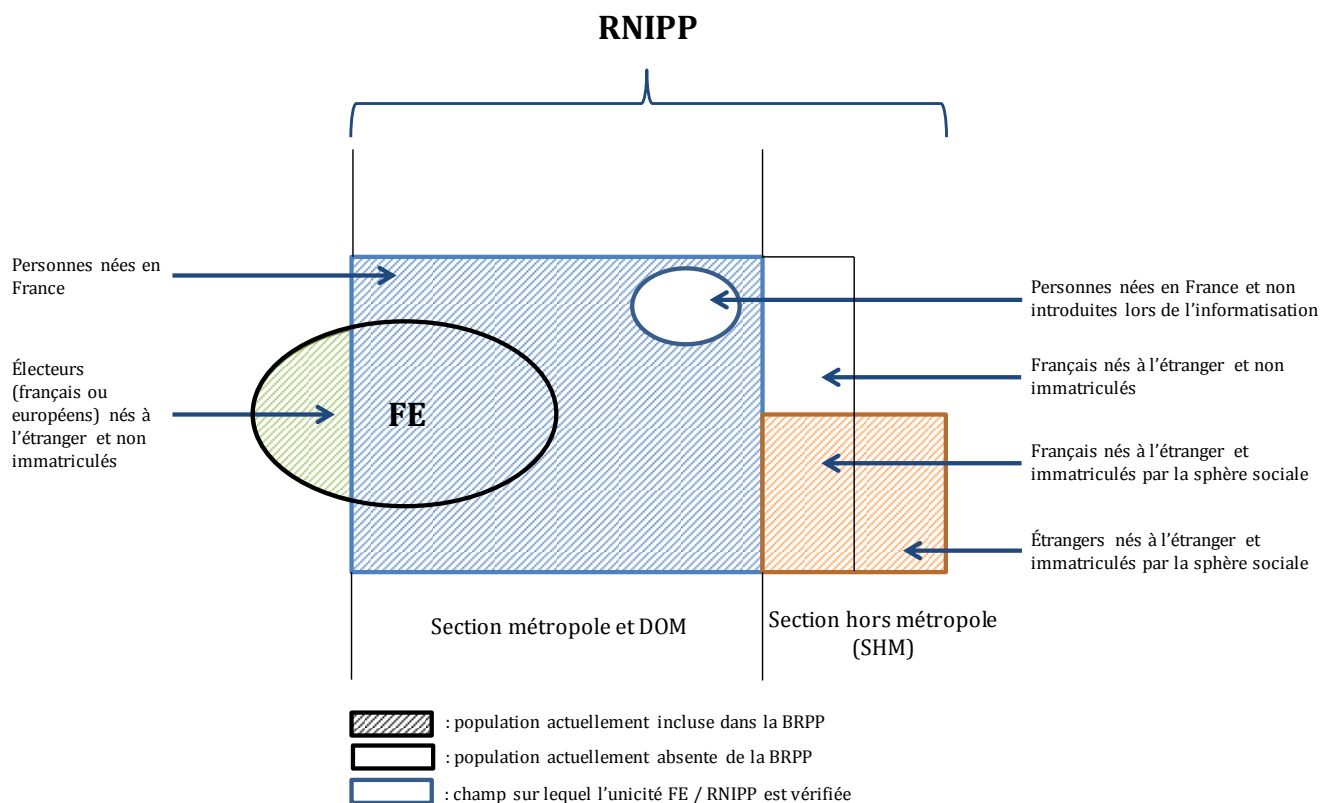 RNIPP
Personnes nées en
France
Électeurs
(français ou
européens) nés à
l'étranger et non
immatriculés
FE
Personnes nées en France et non
introduites lors de l'informatisation
Français nés à l'étranger et non
immatriculés
Français nés à l'étranger et
immatriculés par la sphère sociale
Étrangers nés à l'étranger et
immatriculés par la sphère sociale
Section métropole et DOM
Section hors métropole
(SHM)
: population actuellement incluse dans la BRPP
: population actuellement absente de la BRPP
: champ sur lequel l'unicité FE / RNIPP est vérifiée